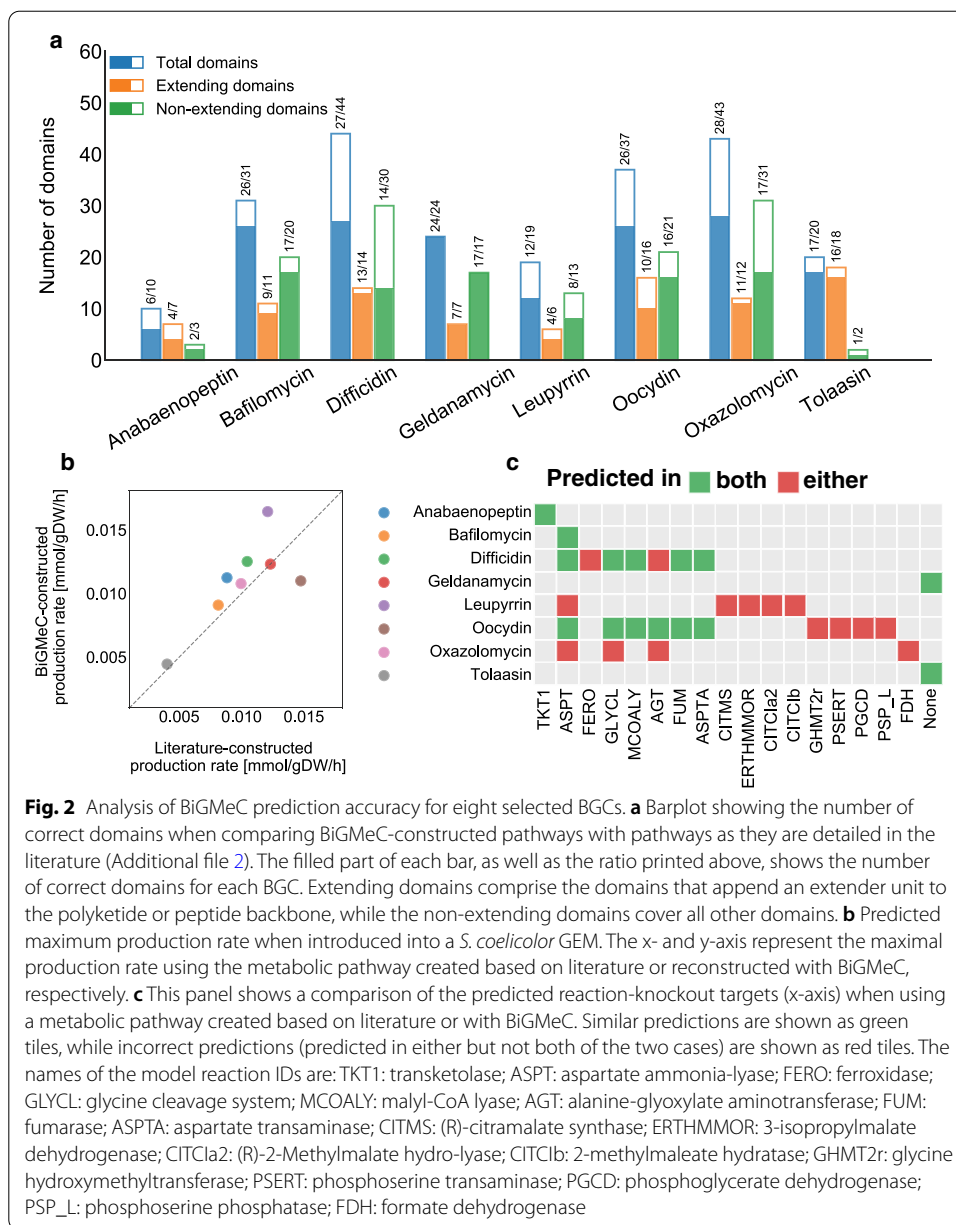 a
60
50
40
30
20
10
0
Number of domains
Total domains
Extending domains
Non-extending domains
6/10
4/7
2/3
26/31
9/11
17/20
27/44
13/14
14/30
24/24
7/7
17/17
12/19
4/6
8/13
26/37
10/16
16/21
28/43
11/12
17/31
17/20
16/18
1/2
Anabaenopeptin
Bafilomycin
Difficidin
Geldanamycin
Leupyrrin
Oocydin
Oxazolomycin
Tolaasin
b
BiGMeC-constructed
production rate [mmol/gDW/h]
0.015
0.010
0.005
0.005 0.010 0.015
Literature-constructed
production rate [mmol/gDW/h]
c
Predicted in both either
Anabaenopeptin
Bafilomycin
Difficidin
Geldanamycin
Leupyrrin
Oocydin
Oxazolomycin
Tolaasin
TKT1
ASPT
FERO
GLYCL
MCOALY
AGT
FUM
ASPTA
CITMS
ERTHMMOR
CITCIa2
CITCIb
GHMT2r
PSERT
PGCD
PSP_L
FDH
None
Fig. 2 Analysis of BiGMeC prediction accuracy for eight selected BGCs. a Barplot showing the number of
correct domains when comparing BiGMeC-constructed pathways with pathways as they are detailed in the
literature (Additional file 2). The filled part of each bar, as well as the ratio printed above, shows the number
of correct domains for each BGC. Extending domains comprise the domains that append an extender unit to
the polyketide or peptide backbone, while the non-extending domains cover all other domains. b Predicted
maximum production rate when introduced into a S. coelicolor GEM. The x- and y-axis represent the maximal
production rate using the metabolic pathway created based on literature or reconstructed with BiGMeC,
respectively. c This panel shows a comparison of the predicted reaction-knockout targets (x-axis) when using
a metabolic pathway created based on literature or with BiGMeC. Similar predictions are shown as green
tiles, while incorrect predictions (predicted in either but not both of the two cases) are shown as red tiles. The
names of the model reaction IDs are: TKT1: transketolase; ASPT: aspartate ammonia-lyase; FERO: ferroxidase;
GLYCL: glycine cleavage system; MCOALY: malyl-CoA lyase; AGT: alanine-glyoxylate aminotransferase; FUM:
fumarase; ASPTA: aspartate transaminase; CITMS: (R)-citramalate synthase; ERTHMMOR: 3-isopropylmalate
dehydrogenase; CITCIa2: (R)-2-Methylmalate hydro-lyase; CITCIb: 2-methylmaleate hydratase; GHMT2r: glycine
hydroxymethyltransferase; PSERT: phosphoserine transaminase; PGCD: phosphoglycerate dehydrogenase;
PSP_L: phosphoserine phosphatase; FDH: formate dehydrogenase